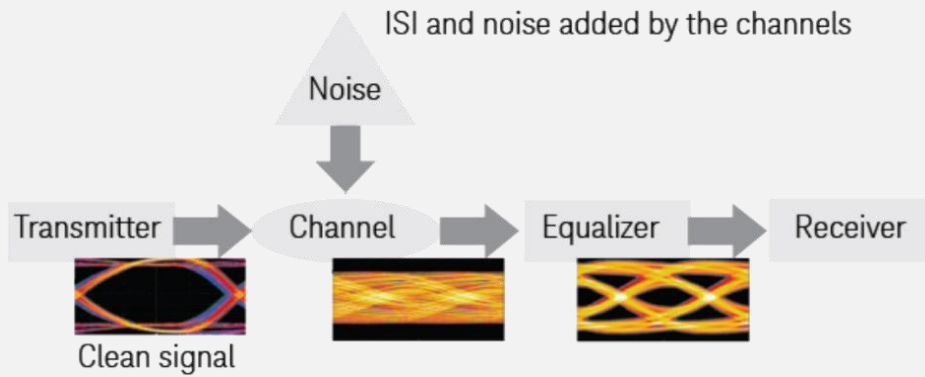 ISI and noise added by the channels
Noise
Transmitter
Channel
Equalizer
Receiver
Clean signal